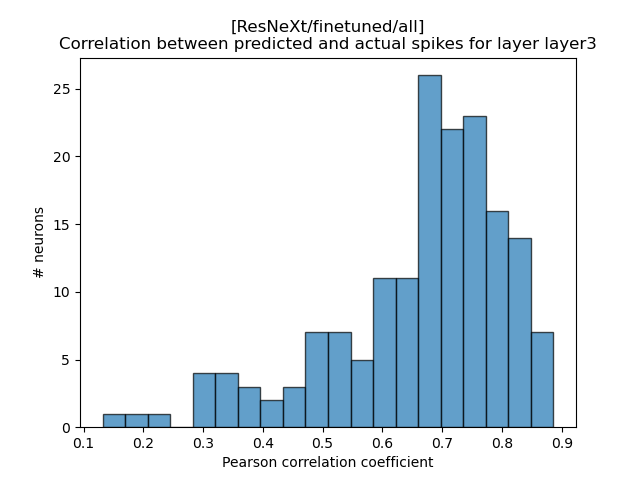 [ResNeXt/finetuned/all]
Correlation between predicted and actual spikes for layer layer3
# neurons
25
20
15
10
5
0
0.1 0.2 0.3 0.4 0.5 0.6 0.7 0.8 0.9
Pearson correlation coefficient